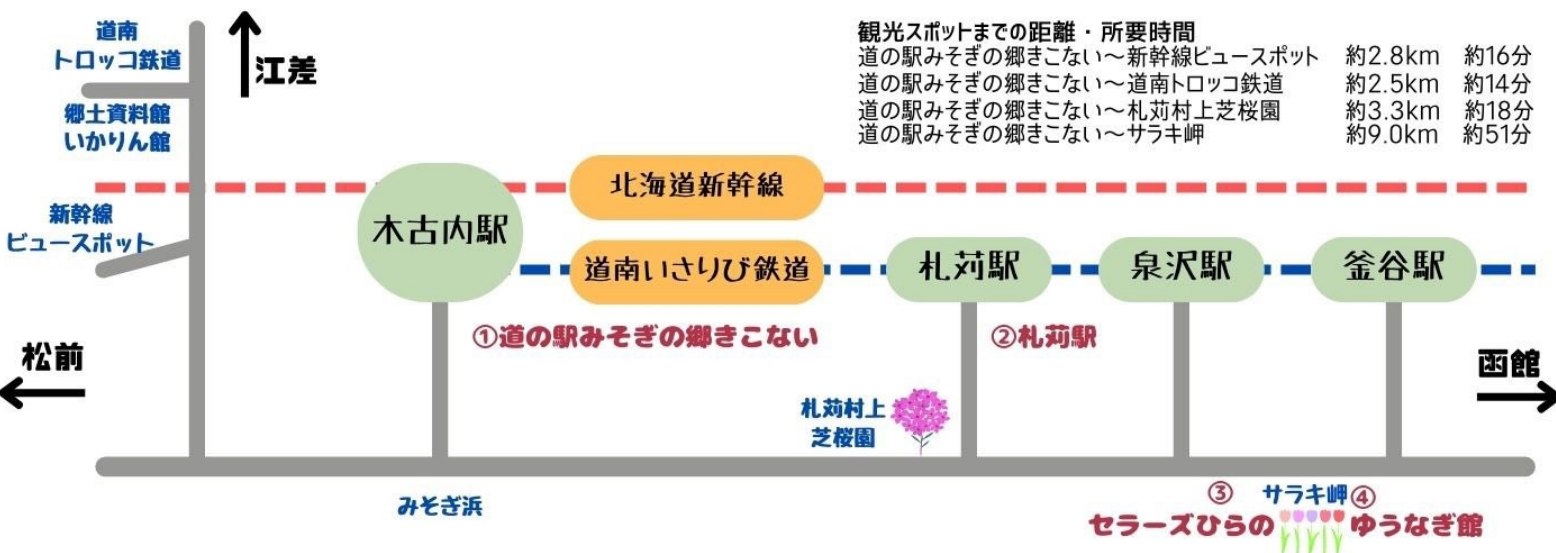 道南
トロッコ鉄道
江差
観光スポットまでの距離・所要時間
道の駅みそぎの郷きこない～新幹線ビュースポット 約2.8km 約16分
道の駅みそぎの郷きこない～道南トロッコ鉄道 約2.5km 約14分
道の駅みそぎの郷きこない～札苅村上芝桜園 約3.3km 約18分
道の駅みそぎの郷きこない～サラキ岬 約9.0km 約51分
郷土資料館
いかりん館
北海道新幹線
新幹線
ビュースポット
木古内駅
道南いさりび鉄道
札苅駅
泉沢駅
釜谷駅
①道の駅みそぎの郷きこない
②札苅駅
松前
函館
札苅村上
芝桜園
みそぎ浜
③
セラーズひらの
サラキ岬
④
ゆうなぎ館